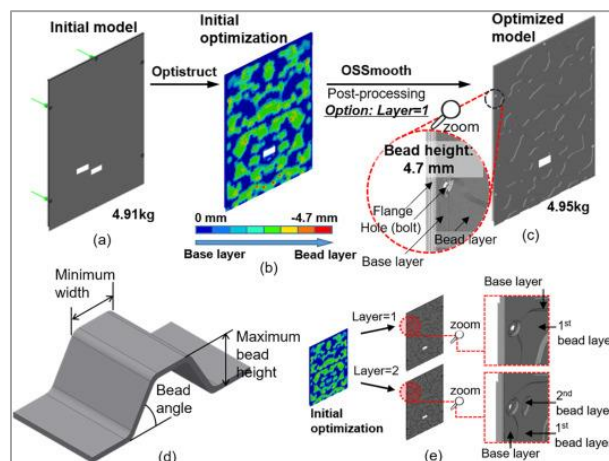 Initial model
Initial
optimization
Optimized
model
Optistruct
OSSmooth
Post-processing
Option: Layer=1
zoom
Bead height:
4.7 mm
4.91kg
0 mm
-4.7 mm
Base layer
Bead layer
Flange
Hole (bolt)
Base layer
Bead layer
4.95kg
(a)
(b)
(c)
Minimum
width
Maximum
bead
height
Bead
angle
(d)
Layer=1
Layer=2
zoom
zoom
Initial
optimization
Base layer
1st
bead layer
2nd
bead layer
1st
bead layer
Base layer
(e)